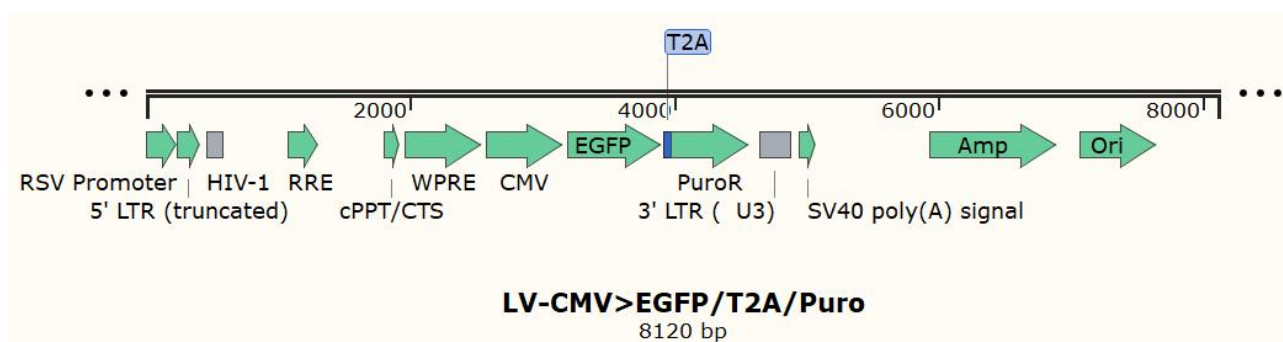 T2A
2000 4000 6000 8000
EGFP Amp Ori
RSV Promoter HIV-1 RRE WPRE CMV PuroR
5' LTR (truncated) cPPT/CTS 3' LTR ( U3) SV40 poly(A) signal
LV-CMV>EGFP/T2A/Puro
8120 bp